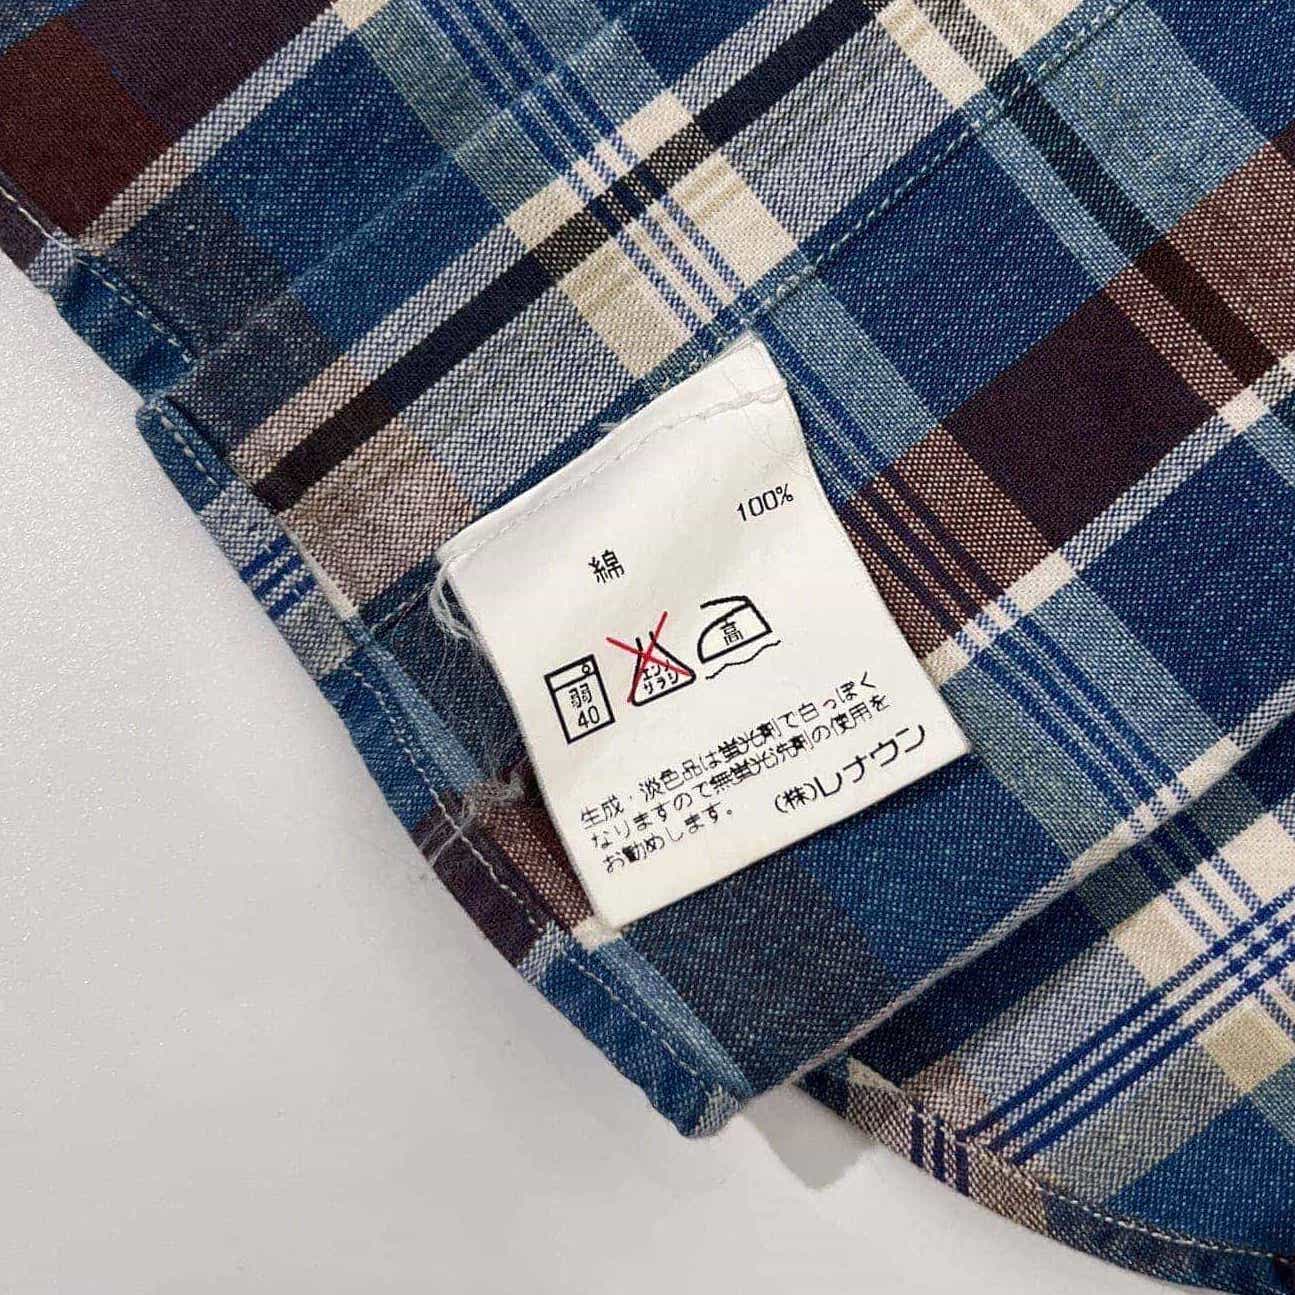 綿
100%
弱
40
エンソ
サラシ
高
生成・淡色品は蛍光剤で白っぽく
なりますので無蛍光洗剤の使用を
お勧めします。
(株)レナウン